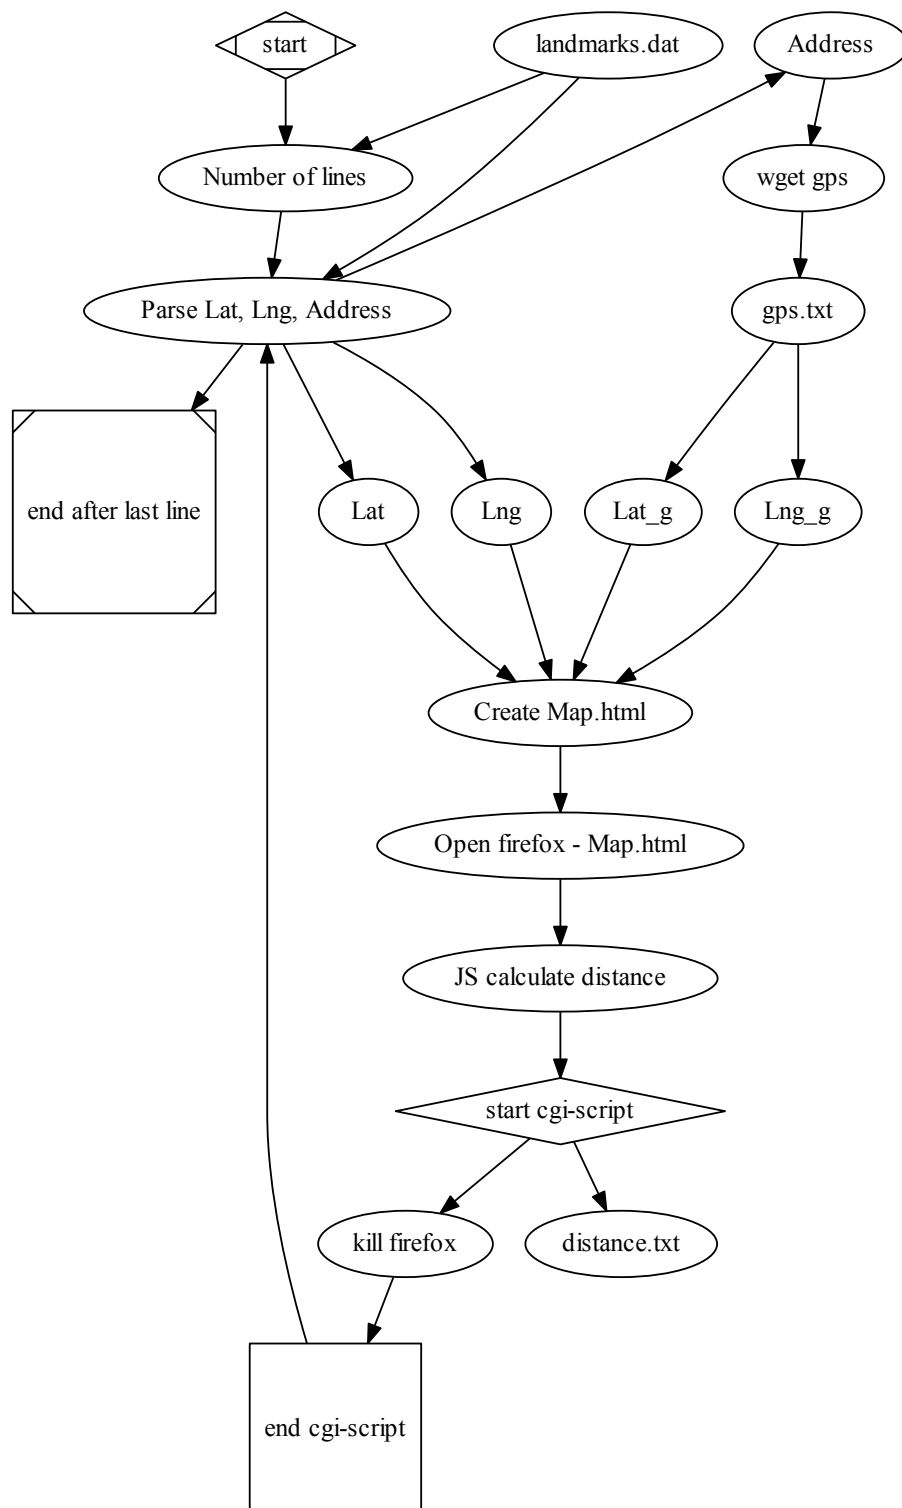 start
landmarks.dat
Address
Number of lines
wget gps
Parse Lat, Lng, Address
gps.txt
end after last line
Lat
Lng
Lat_g
Lng_g
Create Map.html
Open firefox - Map.html
JS calculate distance
start cgi-script
kill firefox
distance.txt
end cgi-script